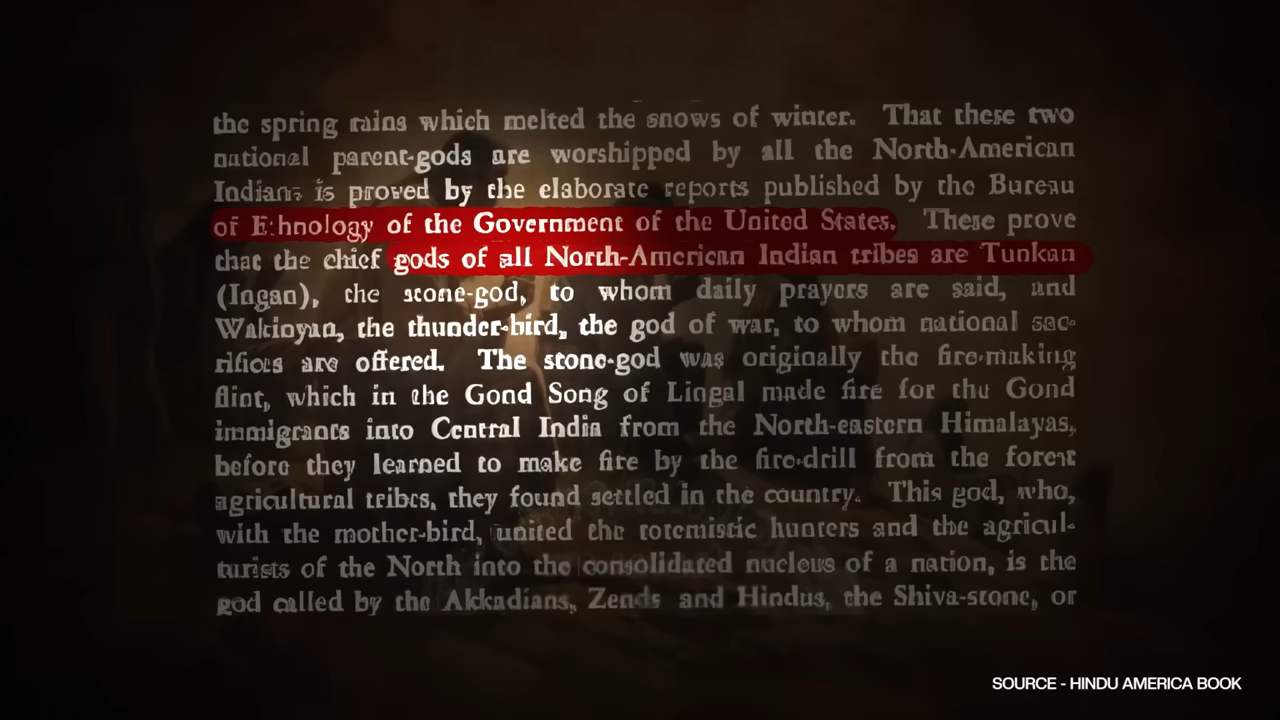 the spring rains which melted the snows of winter. That these two
national parent-gods are worshipped by all the North-American
Indians is proved by the elaborate reports published by the Bureau
of Ethnology of the Government of the United States. These prove
that the chief gods of all North-American Indian tribes are Tunkan
(Ingan), the stone-god, to whom daily prayers are said, and
Wakinyan, the thunder-bird, the god of war, to whom national sac-
rifices are offered. The stone-god was originally the fire-making
flint, which in the Gond Song of Lingal made fire for the Gond
immigrants into Central India from the North-eastern Himalayas,
before they learned to make fire by the fire-drill from the forest
agricultural tribes, they found settled in the country. This god, who,
with the mother-bird, united the totemistic hunters and the agricul-
turists of the North into the consolidated nucleus of a nation, is the
god called by the Akkadians, Zends and Hindus, the Shiva-stone, or
SOURCE - HINDU AMERICA BOOK